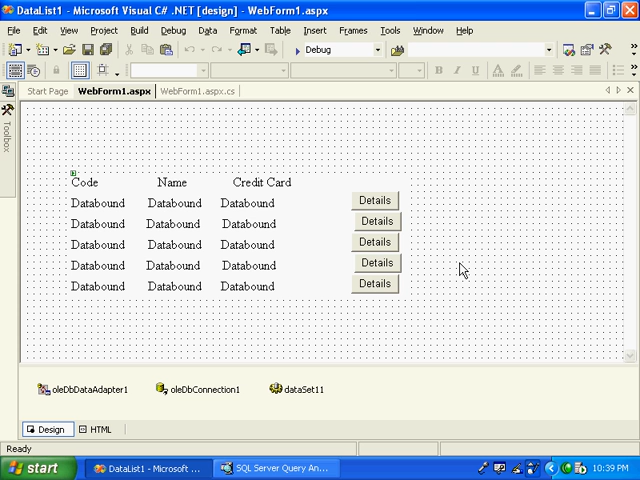 DataList1 - Microsoft Visual C# .NET [design] - WebForm1.aspx
File Edit View Project Build Debug Data Format Table Insert Frames Tools Window Help
Debug
B I U A
Start Page WebForm1.aspx WebForm1.aspx.cs
Toolbox
Code Name Credit Card
Databound Databound Databound Details
Databound Databound Databound Details
Databound Databound Databound Details
Databound Databound Databound Details
Databound Databound Databound Details
oleDbDataAdapter1 oleDbConnection1 dataSet11
Design HTML
Ready
start DataList1 - Microsoft ... SQL Server Query An... 10:39 PM